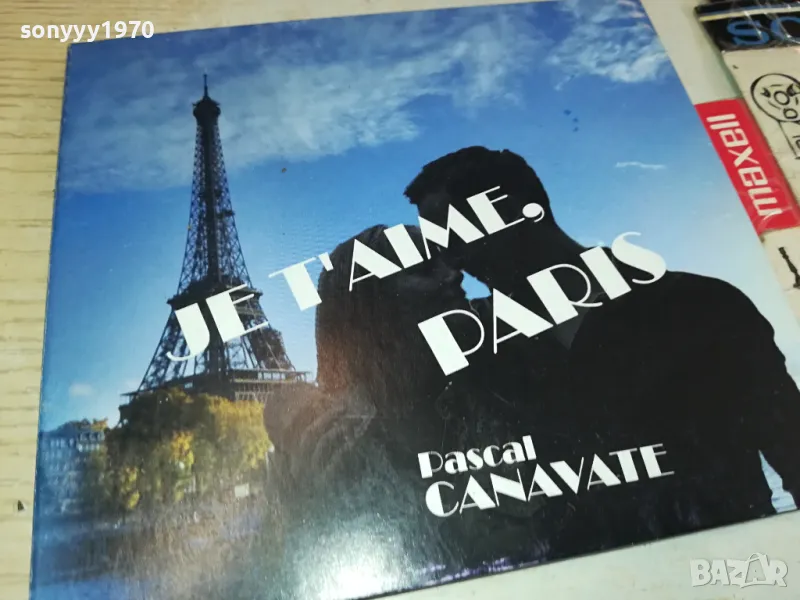 sonyyy1970
JE T'AIME,
PARIS
Pascal
CANAVATE
maxell
BAZAR